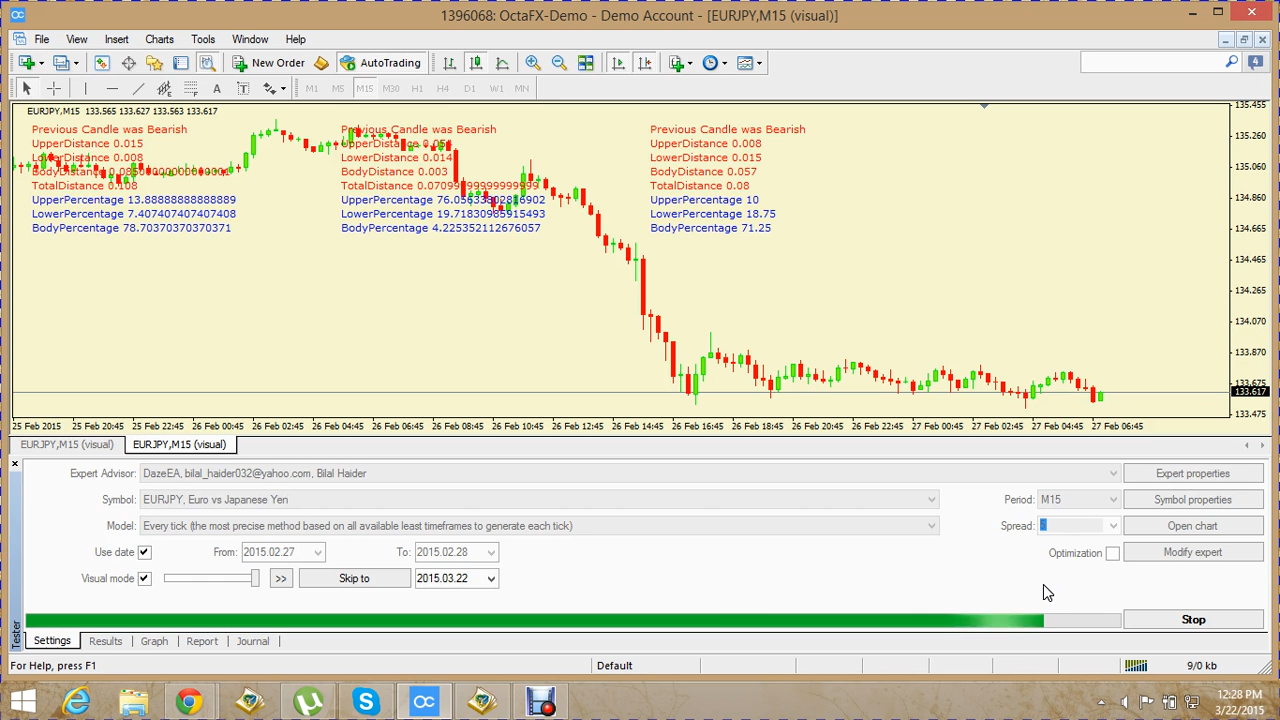 1396068: OctaFX-Demo - Demo Account - [EURJPY,M15 (visual)]
File View Insert Charts Tools Window Help
New Order AutoTrading 4
A T M1 M5 M15 M30 H1 H4 D1 W1 MN
EURJPY,M15 133.565 133.627 133.563 133.617
Previous Candle was Bearish
UpperDistance 0.015
LowerDistance 0.008
TotalDistance 0.108
UpperPercentage 13.88888888888889
LowerPercentage 7.407407407407408
BodyPercentage 78.70370370370371
Previous Candle was Bearish
UpperDistance
LowerDistance 0.014
BodyDistance 0.003
TotalDistance
LowerPercentage 19.71830985915493
BodyPercentage 4.225352112676057
Previous Candle was Bearish
UpperDistance 0.008
LowerDistance 0.015
BodyDistance 0.057
TotalDistance 0.08
UpperPercentage 10
LowerPercentage 18.75
BodyPercentage 71.25
135.455
135.260
135.060
134.860
134.665
134.465
134.265
134.070
133.870
133.675
133.617
133.475
25 Feb 2015 25 Feb 20:45 25 Feb 22:45 26 Feb 00:45 26 Feb 02:45 26 Feb 04:45 26 Feb 06:45 26 Feb 08:45 26 Feb 10:45 26 Feb 12:45 26 Feb 14:45 26 Feb 16:45 26 Feb 18:45 26 Feb 20:45 26 Feb 22:45 27 Feb 00:45 27 Feb 02:45 27 Feb 04:45 27 Feb 06:45
EURJPY,M15 (visual) EURJPY,M15 (visual)
Expert Advisor: DazeEA, bilal_haider032@yahoo.com, Bilal Haider Expert properties
Symbol: EURJPY, Euro vs Japanese Yen Period: M15 Symbol properties
Model: Every tick (the most precise method based on all available least timeframes to generate each tick) Spread: Open chart
Use date From: 2015.02.27 To: 2015.02.28 Optimization Modify expert
Visual mode >> Skip to 2015.03.22
Stop
Tester
Settings Results Graph Report Journal
For Help, press F1 Default 9/0 kb
12:28 PM
3/22/2015